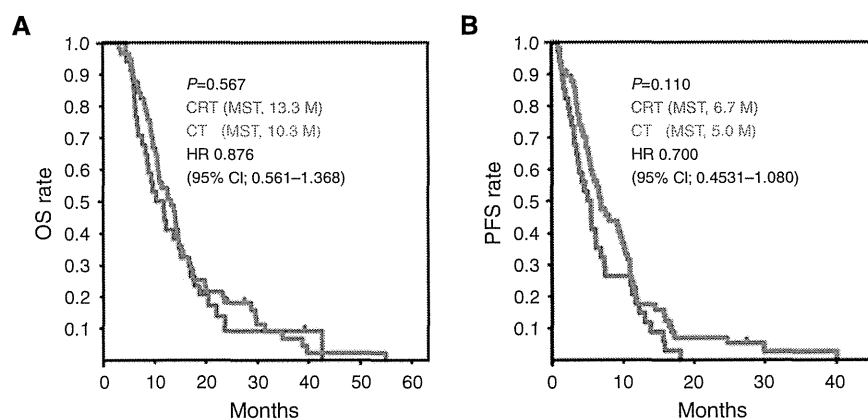 A
OS rate
1.0
0.9
0.8
0.7
0.6
0.5
0.4
0.3
0.2
0.1
P=0.567
CRT (MST, 13.3 M)
CT (MST, 10.3 M)
HR 0.876
(95% CI; 0.561–1.368)
0 10 20 30 40 50 60
Months
B
PFS rate
1.0
0.9
0.8
0.7
0.6
0.5
0.4
0.3
0.2
0.1
P=0.110
CRT (MST, 6.7 M)
CT (MST, 5.0 M)
HR 0.700
(95% CI; 0.4531–1.080)
0 10 20 30 40
Months